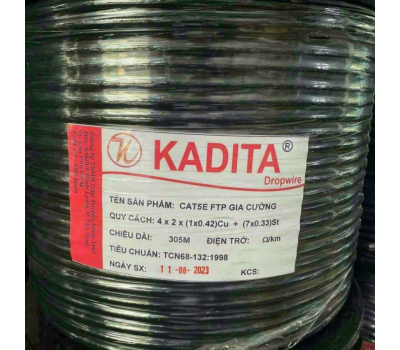 KADITA ®
Dropwire
TÊN SẢN PHẨM: CAT5E FTP GIA CƯỜNG
QUY CÁCH: 4 x 2 x (1x0.42)Cu + (7x0.33)St
CHIỀU DÀI: 305M ĐIỆN TRỞ: Ω/km
TIÊU CHUẨN: TCN68-132:1998
NGÀY SX: 11-08-2023 KCS: